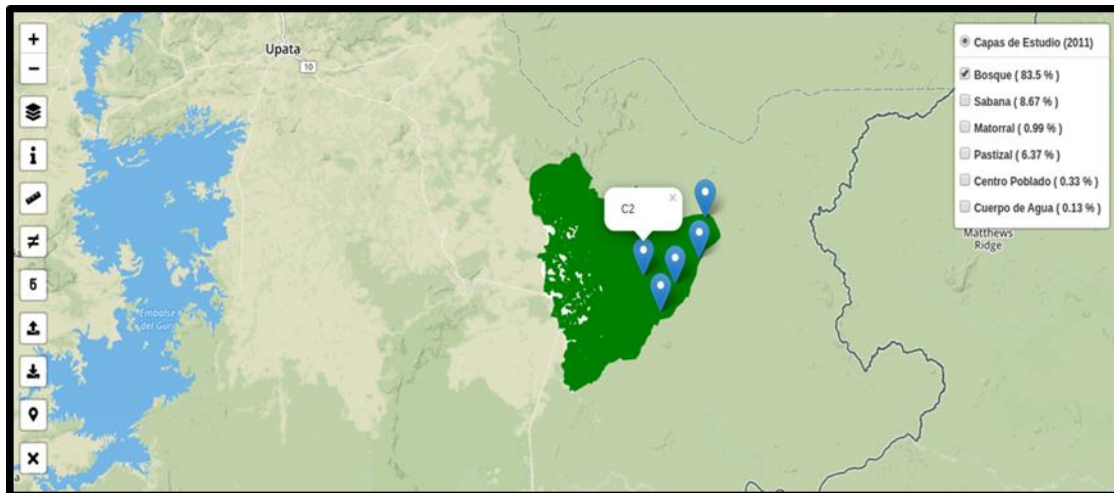 +
Upata
10
−
Capas de Estudio (2011)
Bosque ( 83.5 % )
Sabana ( 8.67 % )
Matorral ( 0.99 % )
Pastizal ( 6.37 % )
Centro Poblado ( 0.33 % )
Cuerpo de Agua ( 0.13 % )
C2
×
Matthews
Ridge
Embalse
del Guri